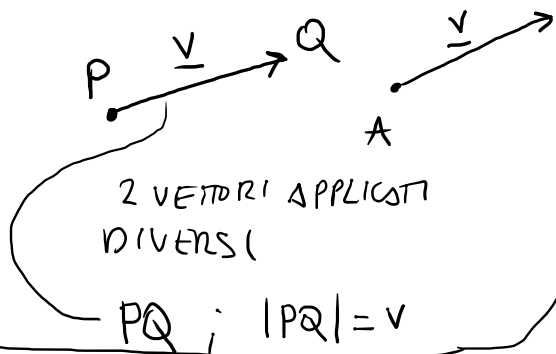 P v Q
v
A
2 VETTORI APPLICATI
DIVERSI
PQ ; |PQ| = v